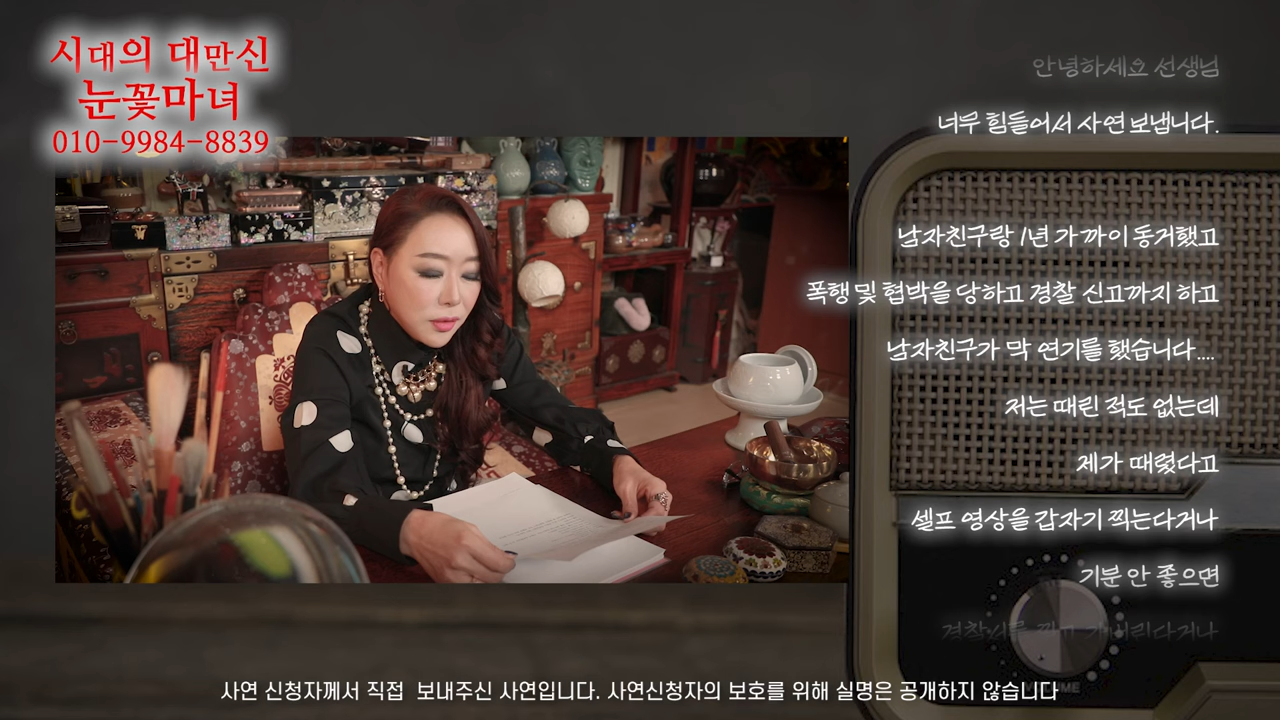 시대의 대만신
눈꽃마녀
010-9984-8839
안녕하세요 선생님
너무 힘들어서 사연 보냅니다.
남자친구랑 1년 가까이 동거했고
폭행 및 협박을 당하고 경찰 신고까지 하고
남자친구가 막 연기를 했습니다....
저는 때린 적도 없는데
제가 때렸다고
셀프 영상을 갑자기 찍는다거나
기분 안 좋으면
사연 신청자께서 직접 보내주신 사연입니다. 사연신청자의 보호를 위해 실명은 공개하지 않습니다